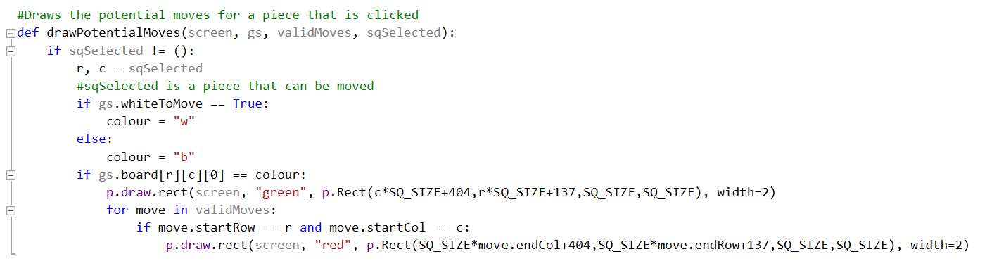 #Draws the potential moves for a piece that is clicked
def drawPotentialMoves(screen, gs, validMoves, sqSelected):
    if sqSelected != ():
        r, c = sqSelected
        #sqSelected is a piece that can be moved
        if gs.whiteToMove == True:
            colour = "w"
        else:
            colour = "b"
        if gs.board[r][c][0] == colour:
            p.draw.rect(screen, "green", p.Rect(c*SQ_SIZE+404,r*SQ_SIZE+137,SQ_SIZE,SQ_SIZE), width=2)
            for move in validMoves:
                if move.startRow == r and move.startCol == c:
                    p.draw.rect(screen, "red", p.Rect(SQ_SIZE*move.endCol+404,SQ_SIZE*move.endRow+137,SQ_SIZE,SQ_SIZE), width=2)